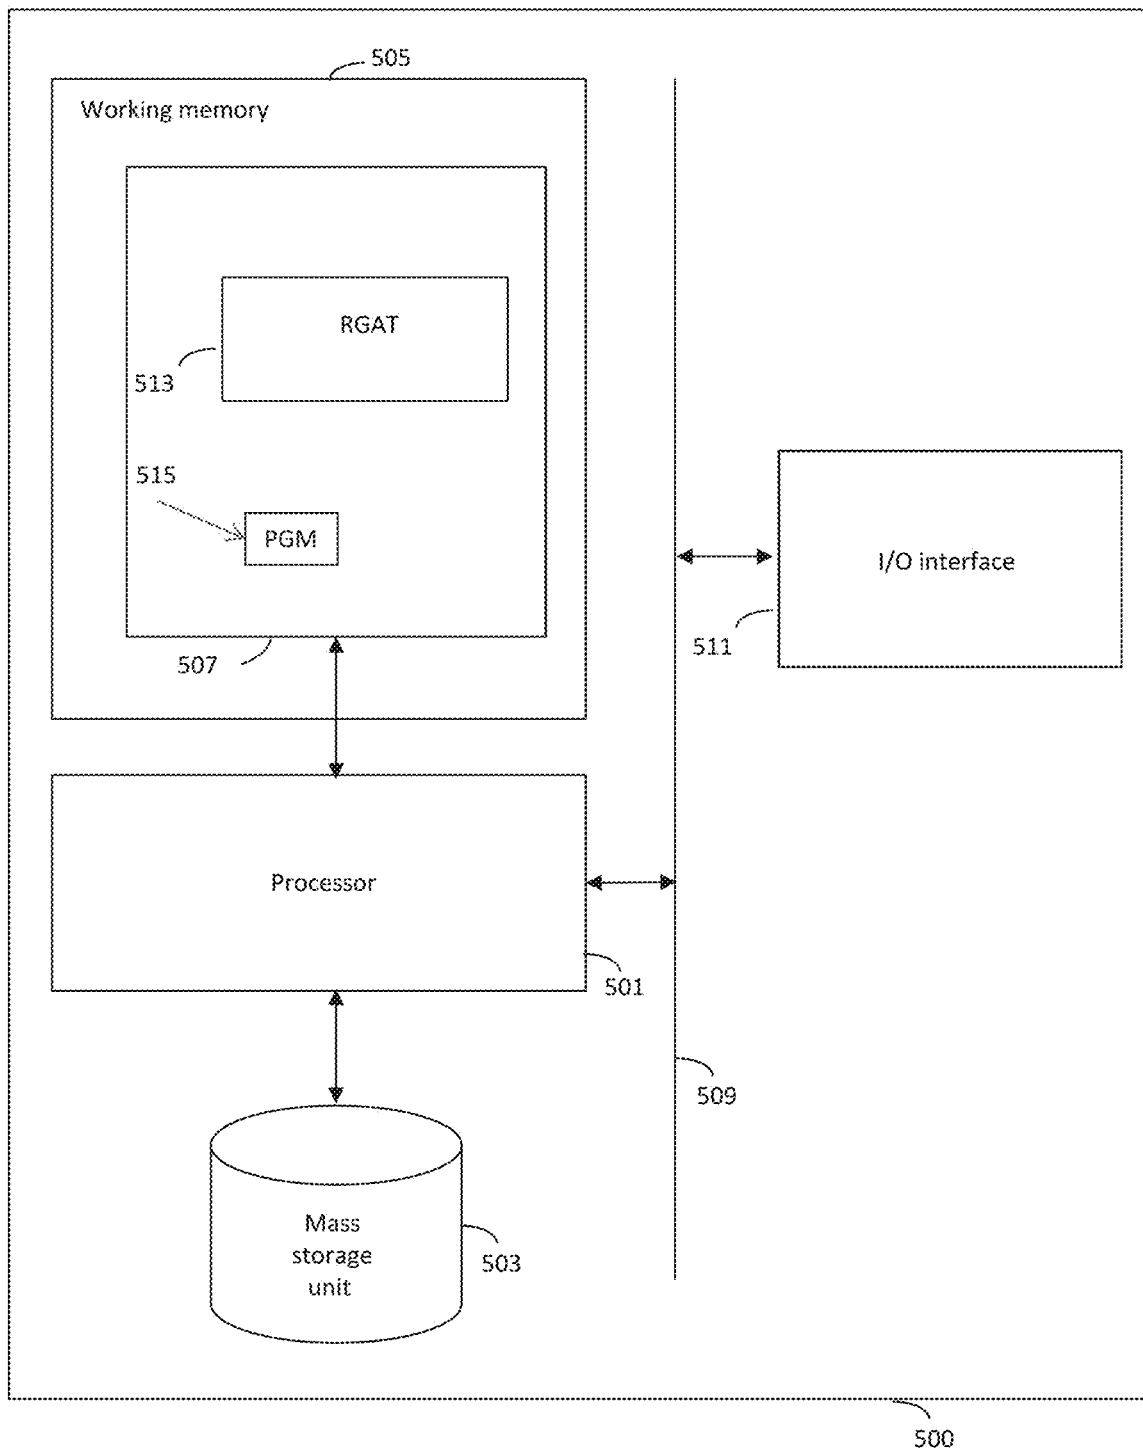 505
Working memory
RGAT
513
515
PGM
I/O interface
511
507
Processor
501
509
Mass
storage
unit
503
500